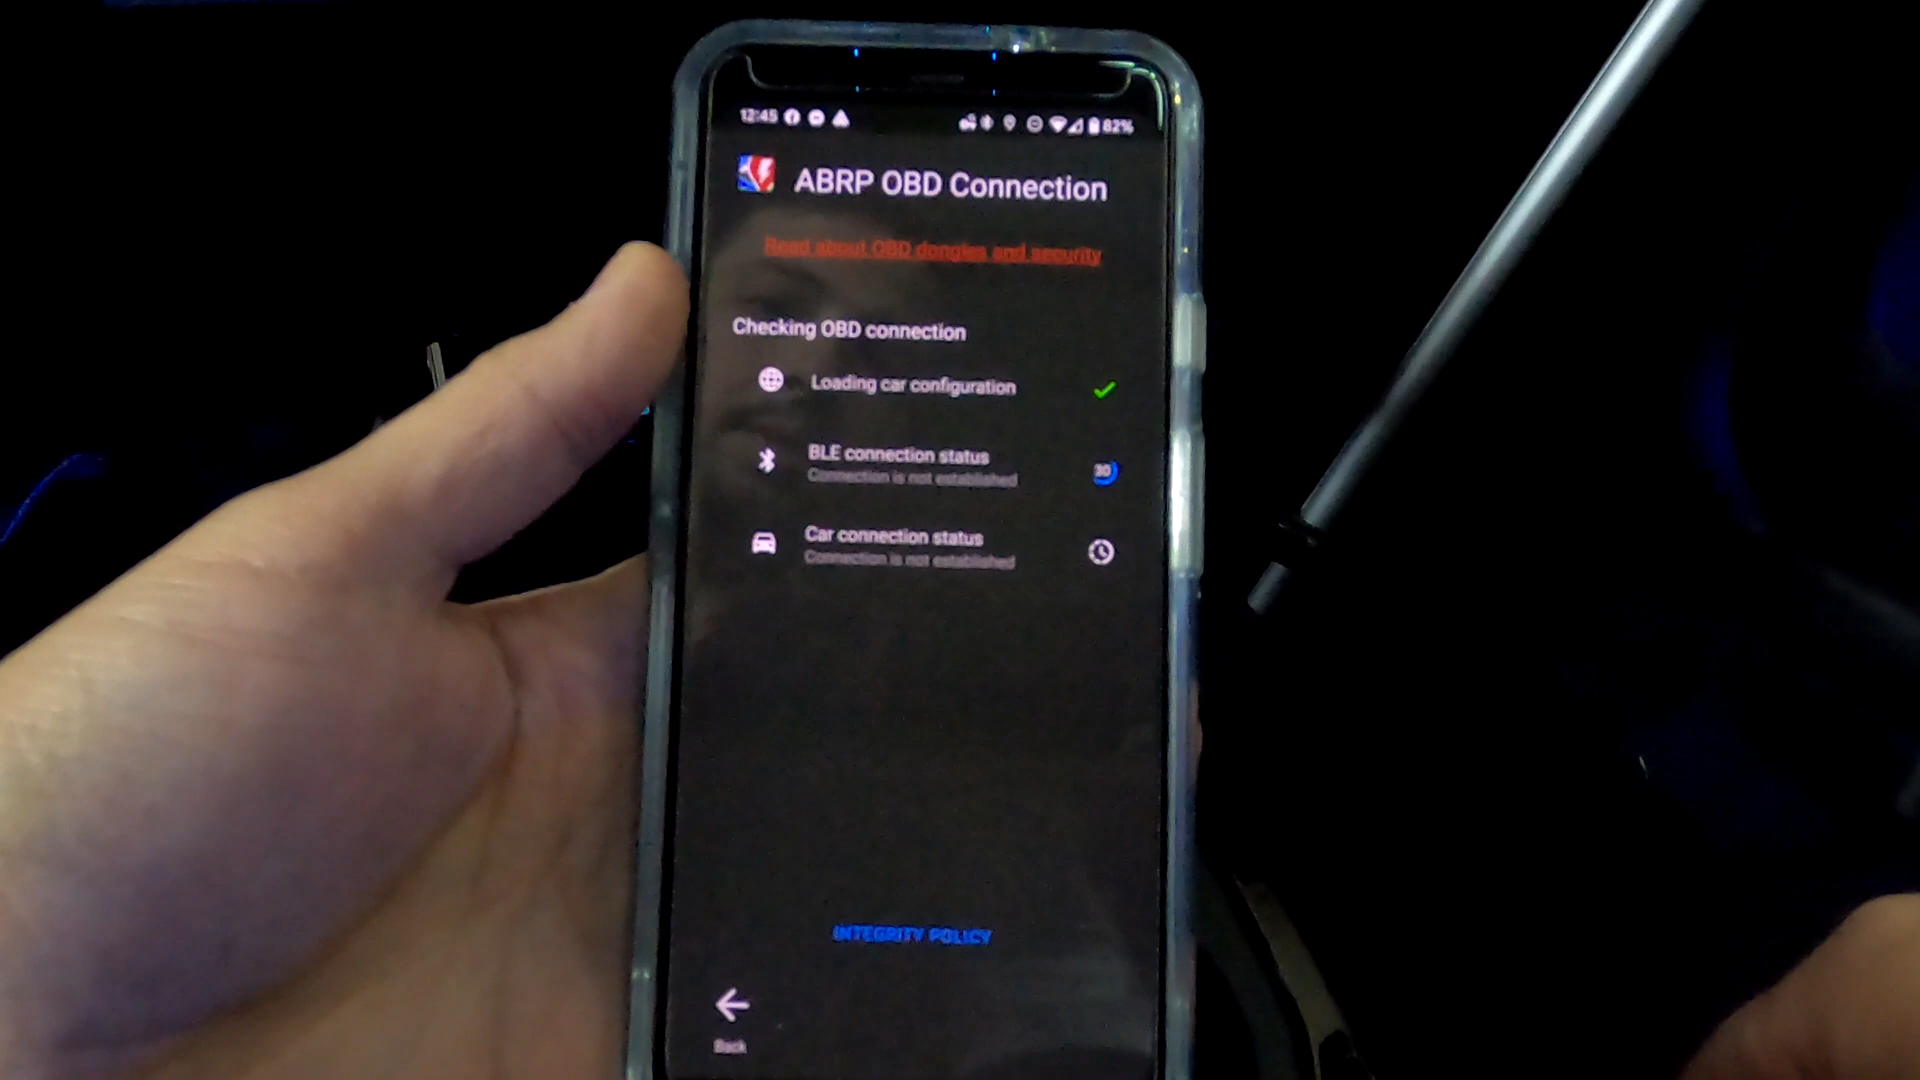 12:45
82%
ABRP OBD Connection
Read about OBD dongles and security
Checking OBD connection
Loading car configuration
BLE connection status
Connection is not established
30
Car connection status
Connection is not established
INTEGRITY POLICY
Back